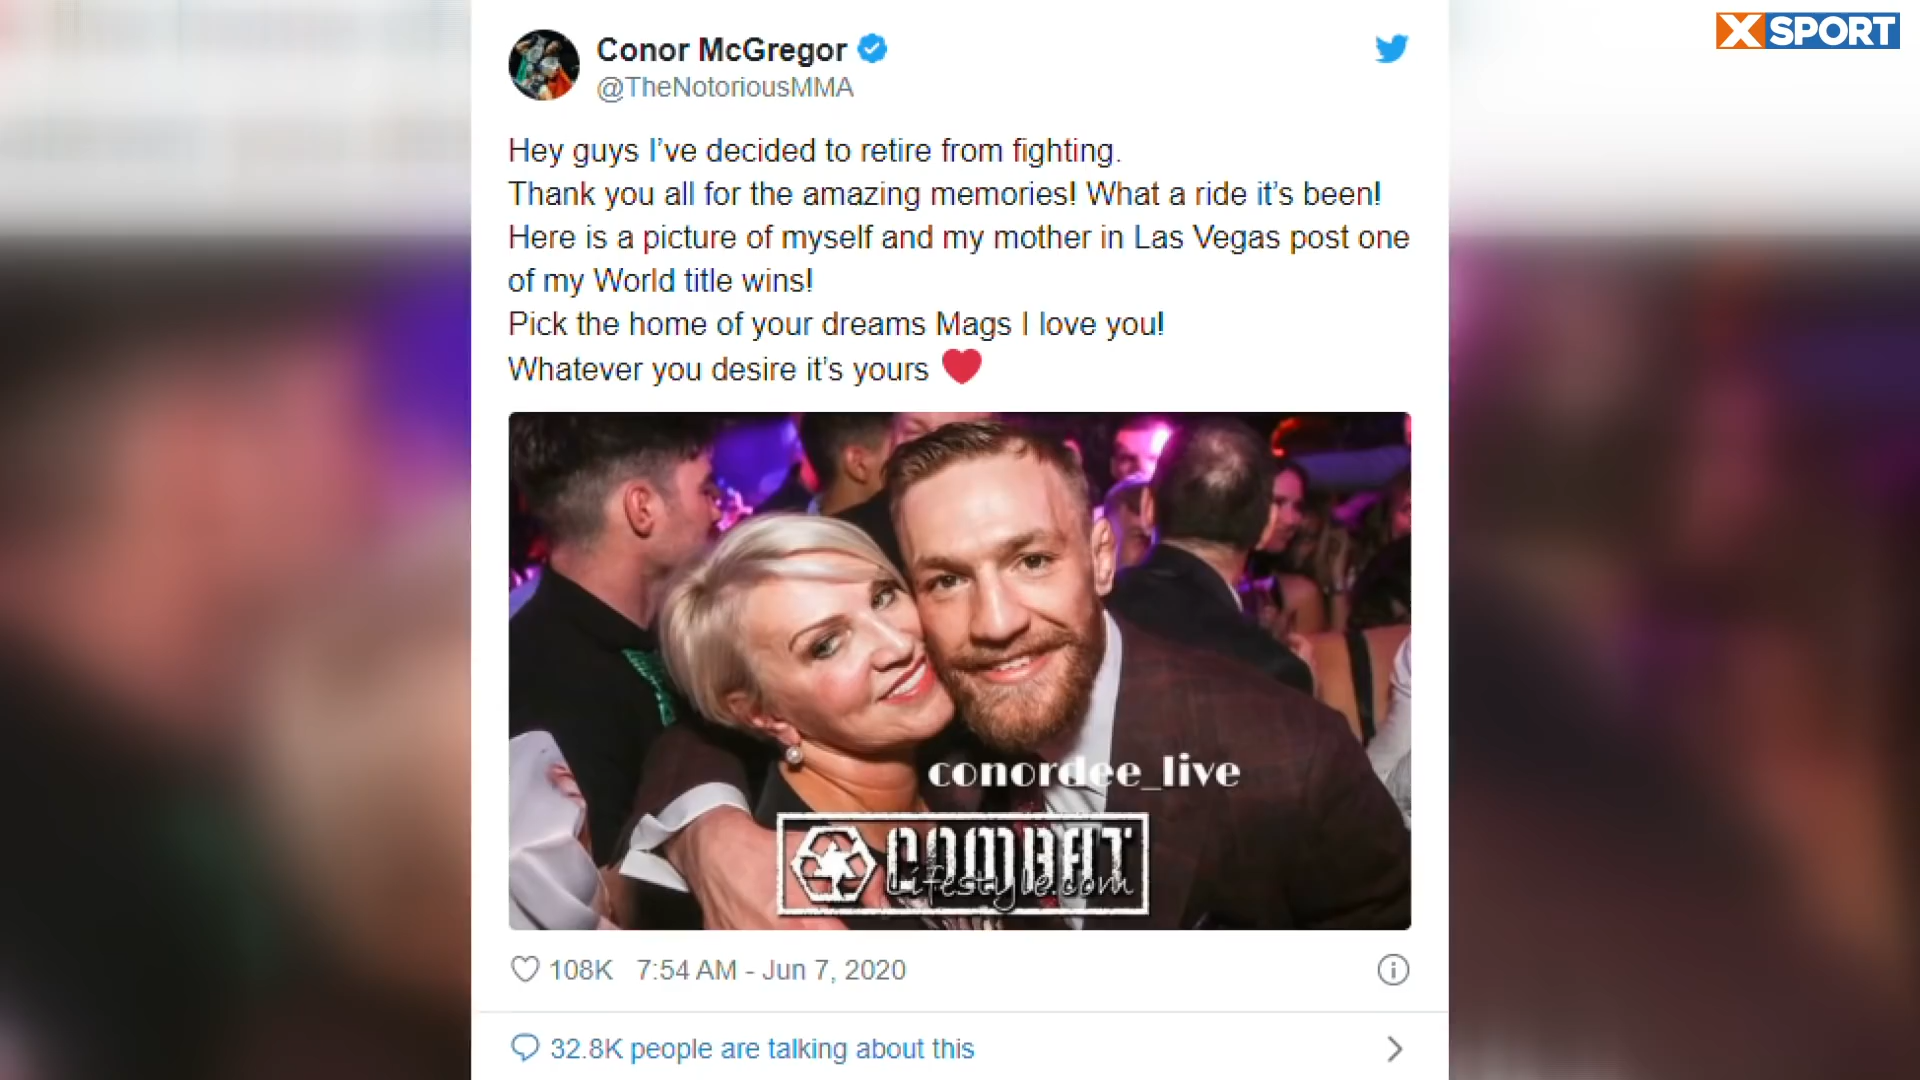 X SPORT
Conor McGregor
@TheNotoriousMMA
Hey guys I’ve decided to retire from fighting.
Thank you all for the amazing memories! What a ride it’s been!
Here is a picture of myself and my mother in Las Vegas post one
of my World title wins!
Pick the home of your dreams Mags I love you!
Whatever you desire it’s yours ❤️
conordee_live
COMBAT
Lifestyle.com
108K 7:54 AM - Jun 7, 2020
32.8K people are talking about this